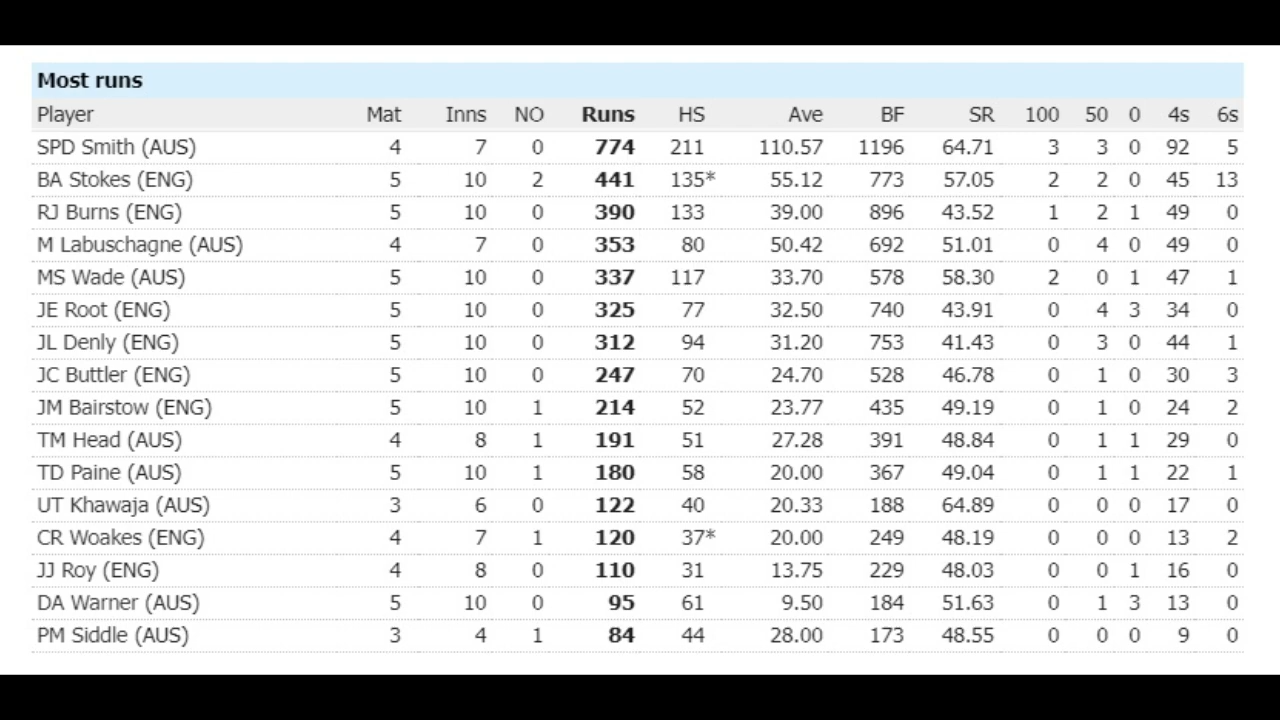 Most runs
Player Mat Inns NO Runs HS Ave BF SR 100 50 0 4s 6s
SPD Smith (AUS) 4 7 0 774 211 110.57 1196 64.71 3 3 0 92 5
BA Stokes (ENG) 5 10 2 441 135* 55.12 773 57.05 2 2 0 45 13
RJ Burns (ENG) 5 10 0 390 133 39.00 896 43.52 1 2 1 49 0
M Labuschagne (AUS) 4 7 0 353 80 50.42 692 51.01 0 4 0 49 0
MS Wade (AUS) 5 10 0 337 117 33.70 578 58.30 2 0 1 47 1
JE Root (ENG) 5 10 0 325 77 32.50 740 43.91 0 4 3 34 0
JL Denly (ENG) 5 10 0 312 94 31.20 753 41.43 0 3 0 44 1
JC Buttler (ENG) 5 10 0 247 70 24.70 528 46.78 0 1 0 30 3
JM Bairstow (ENG) 5 10 1 214 52 23.77 435 49.19 0 1 0 24 2
TM Head (AUS) 4 8 1 191 51 27.28 391 48.84 0 1 1 29 0
TD Paine (AUS) 5 10 1 180 58 20.00 367 49.04 0 1 1 22 1
UT Khawaja (AUS) 3 6 0 122 40 20.33 188 64.89 0 0 0 17 0
CR Woakes (ENG) 4 7 1 120 37* 20.00 249 48.19 0 0 0 13 2
JJ Roy (ENG) 4 8 0 110 31 13.75 229 48.03 0 0 1 16 0
DA Warner (AUS) 5 10 0 95 61 9.50 184 51.63 0 1 3 13 0
PM Siddle (AUS) 3 4 1 84 44 28.00 173 48.55 0 0 0 9 0